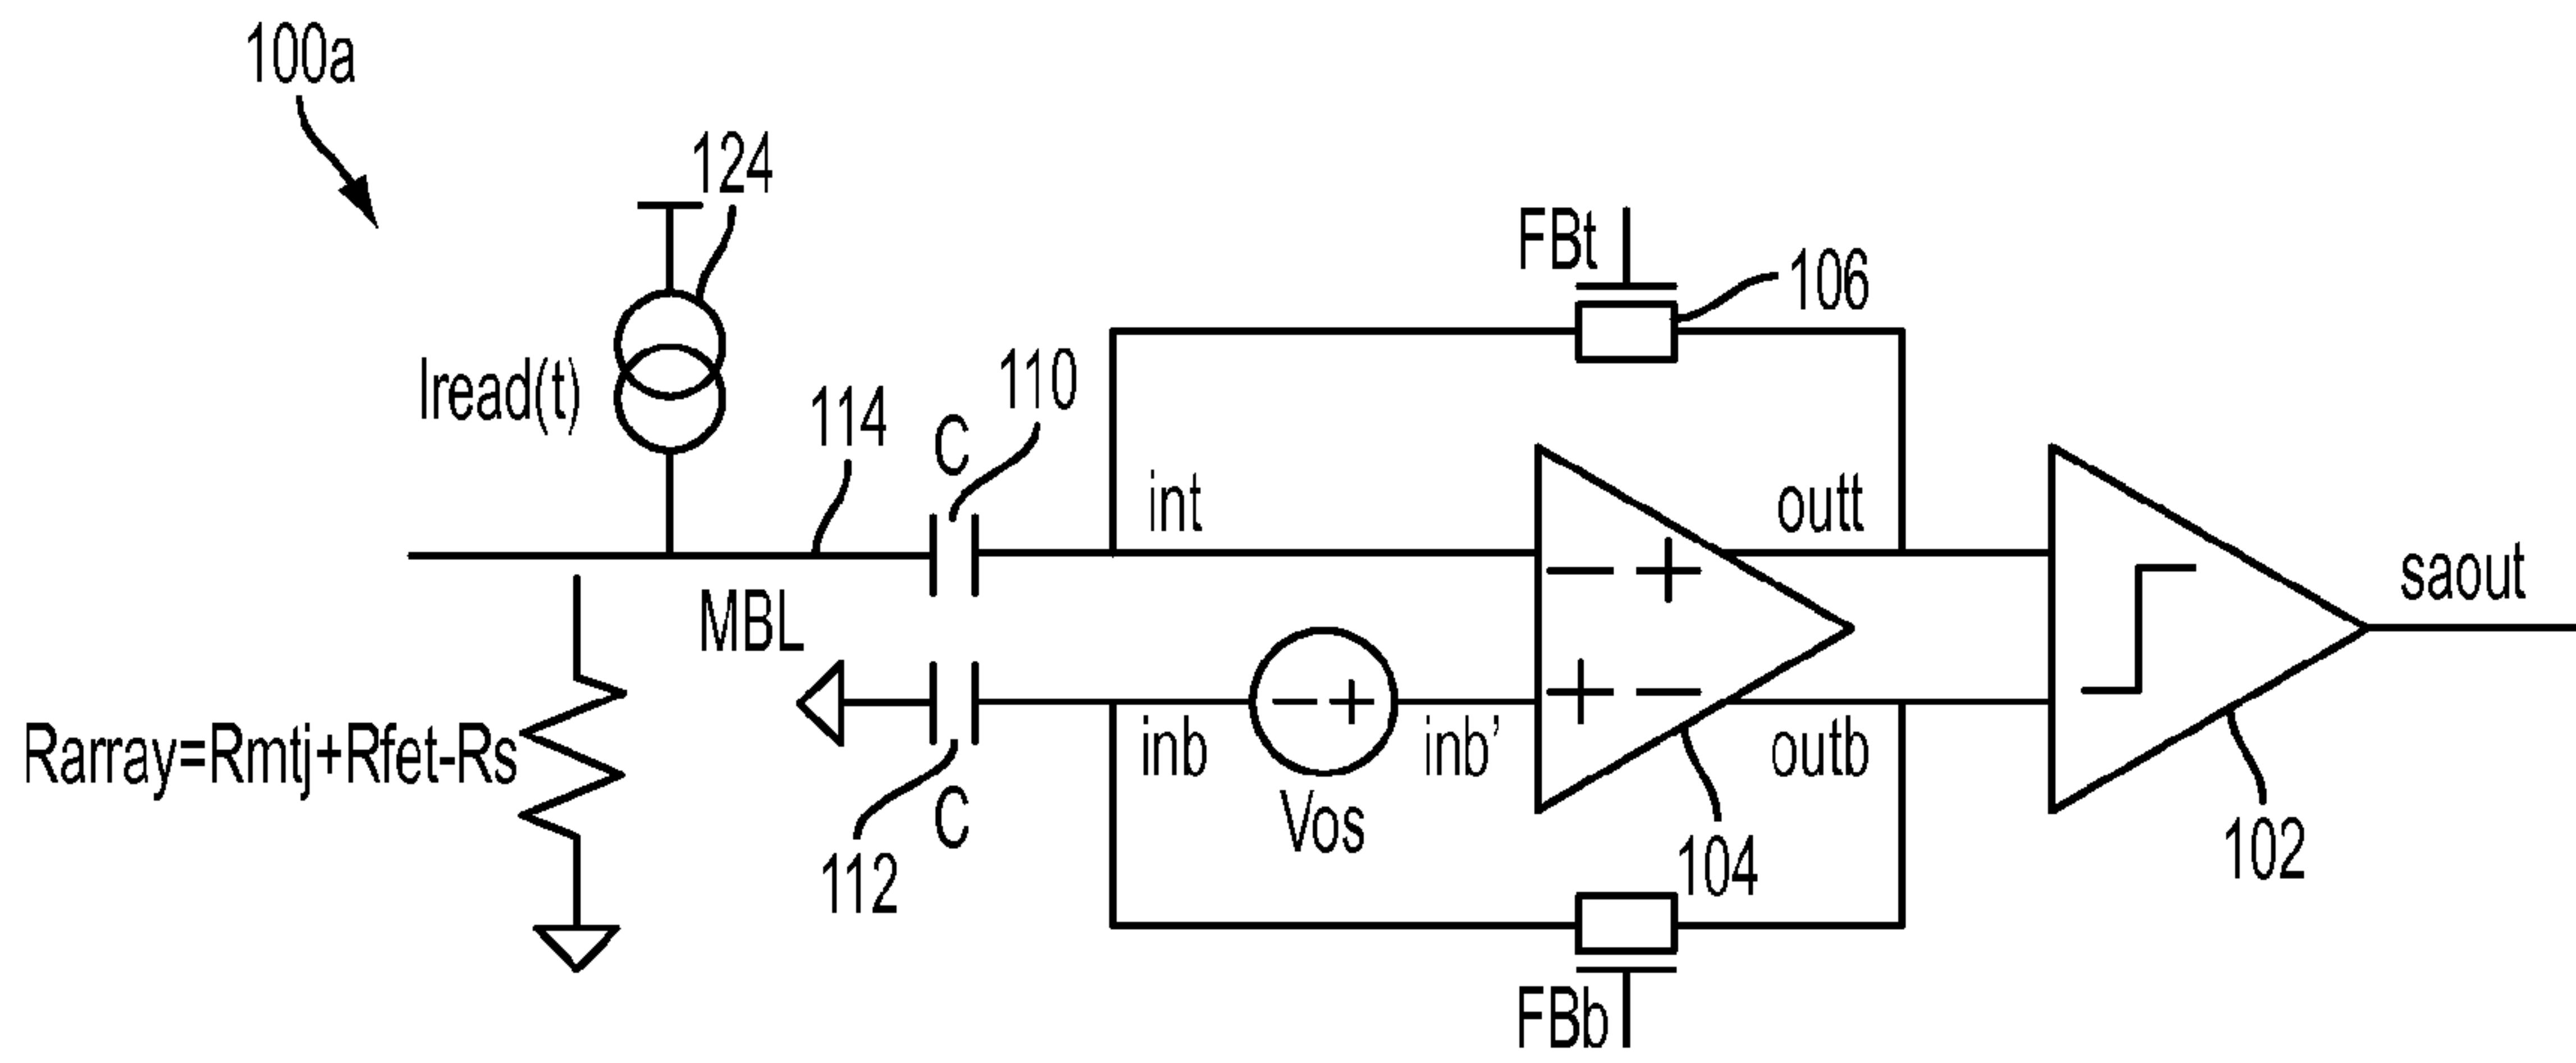 100a
124
FBt
106
Iread(t)
114
C
110
int
outt
saout
MBL
Rarray=Rmtj+Rfet-Rs
inb
Vos
inb'
outb
112
C
104
102
FBb